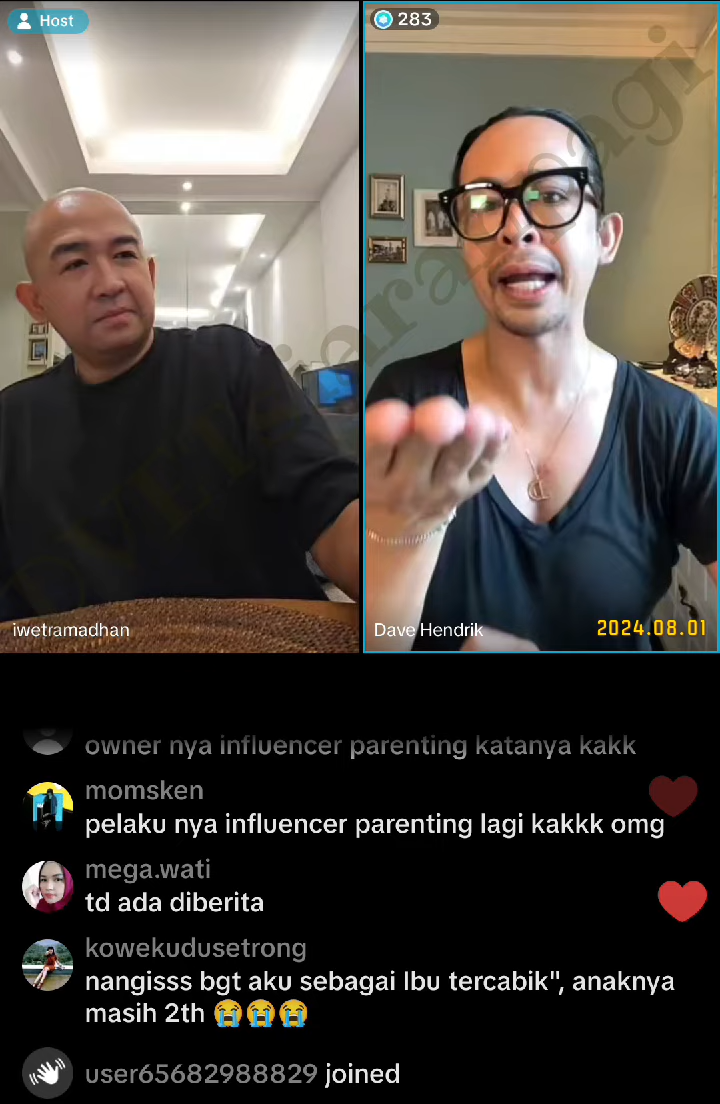 Host
283
iwetramadhan
Dave Hendrik
2024.08.01
owner nya influencer parenting katanya kakk
momsken
pelaku nya influencer parenting lagi kakkk omg
mega.wati
td ada diberita
kowekudusetrong
nangisss bgt aku sebagai Ibu tercabik", anaknya
masih 2th 😭😭😭
user65682988829 joined